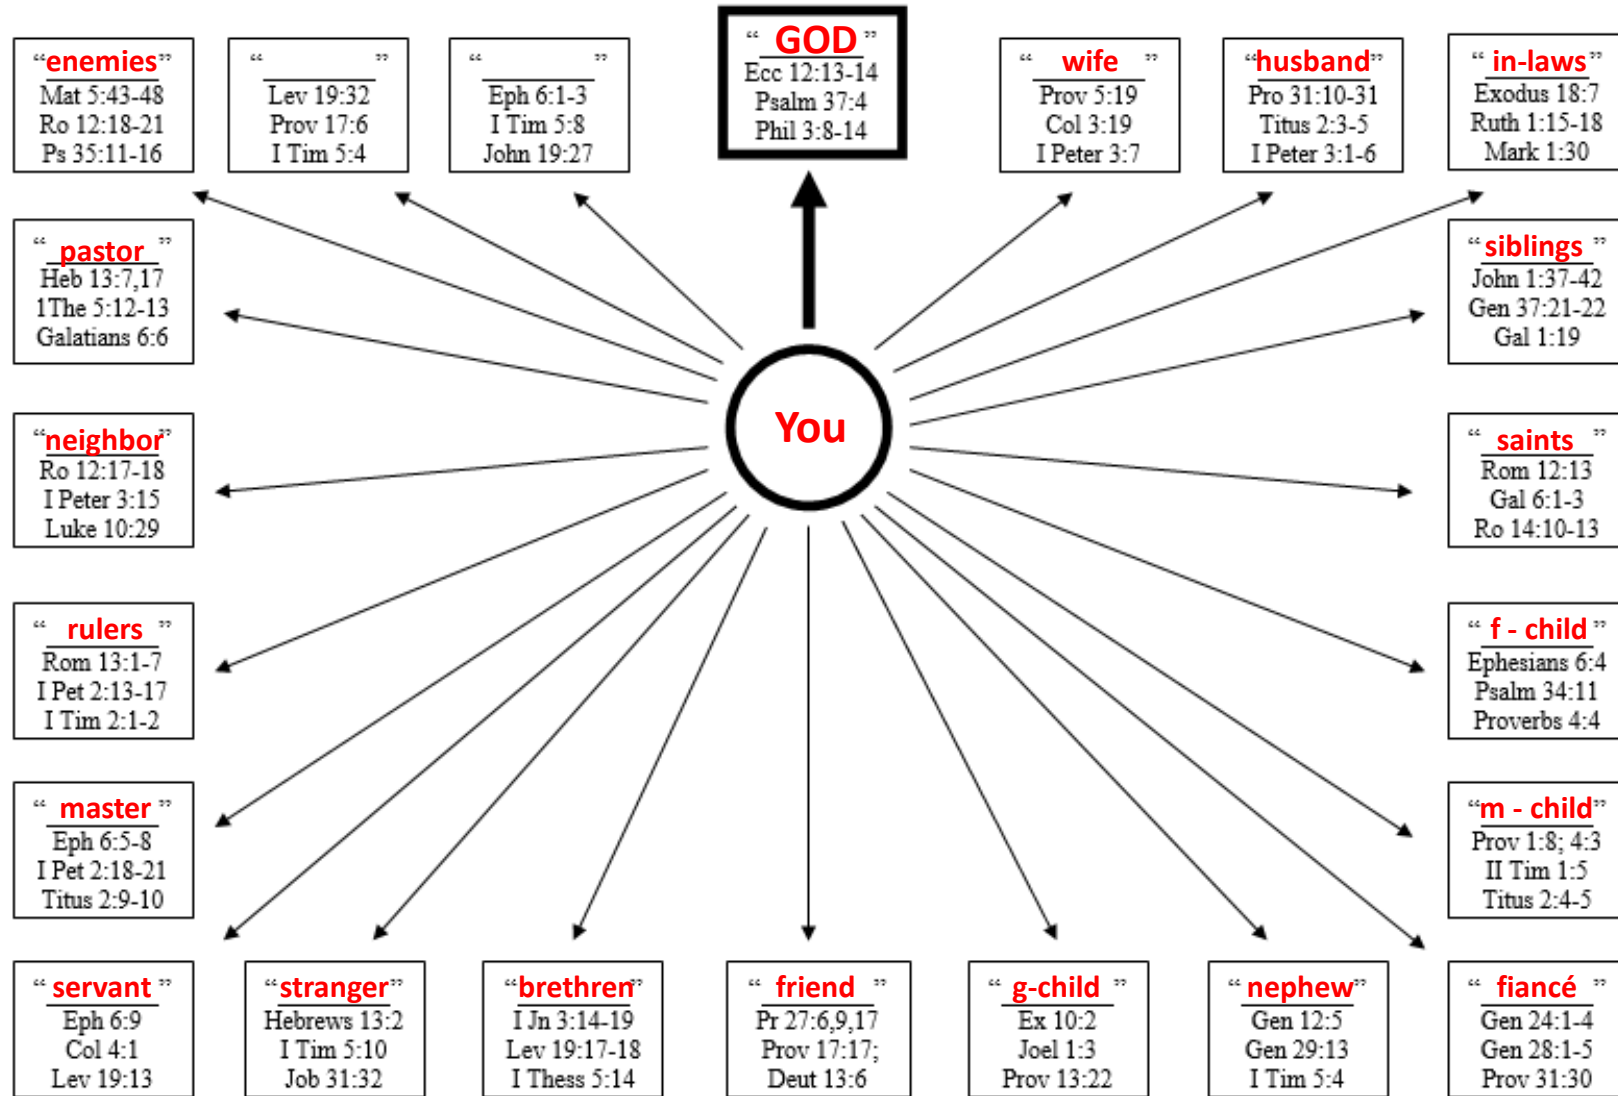 “enemies”
Mat 5:43-48
Ro 12:18-21
Ps 35:11-16
“ ”
Lev 19:32
Prov 17:6
I Tim 5:4
“ ”
Eph 6:1-3
I Tim 5:8
John 19:27
“ GOD ”
Ecc 12:13-14
Psalm 37:4
Phil 3:8-14
“ wife ”
Prov 5:19
Col 3:19
I Peter 3:7
“husband”
Pro 31:10-31
Titus 2:3-5
I Peter 3:1-6
“ in-laws ”
Exodus 18:7
Ruth 1:15-18
Mark 1:30
“ pastor ”
Heb 13:7,17
1The 5:12-13
Galatians 6:6
“siblings”
John 1:37-42
Gen 37:21-22
Gal 1:19
You
“neighbor”
Ro 12:17-18
I Peter 3:15
Luke 10:29
“ saints ”
Rom 12:13
Gal 6:1-3
Ro 14:10-13
“ rulers ”
Rom 13:1-7
I Pet 2:13-17
I Tim 2:1-2
“ f - child ”
Ephesians 6:4
Psalm 34:11
Proverbs 4:4
“ master ”
Eph 6:5-8
I Pet 2:18-21
Titus 2:9-10
“m - child”
Prov 1:8; 4:3
II Tim 1:5
Titus 2:4-5
“ servant ”
Eph 6:9
Col 4:1
Lev 19:13
“stranger”
Hebrews 13:2
I Tim 5:10
Job 31:32
“brethren”
I Jn 3:14-19
Lev 19:17-18
I Thess 5:14
“ friend ”
Pr 27:6,9,17
Prov 17:17;
Deut 13:6
“ g-child ”
Ex 10:2
Joel 1:3
Prov 13:22
“ nephew”
Gen 12:5
Gen 29:13
I Tim 5:4
“ fiancé ”
Gen 24:1-4
Gen 28:1-5
Prov 31:30